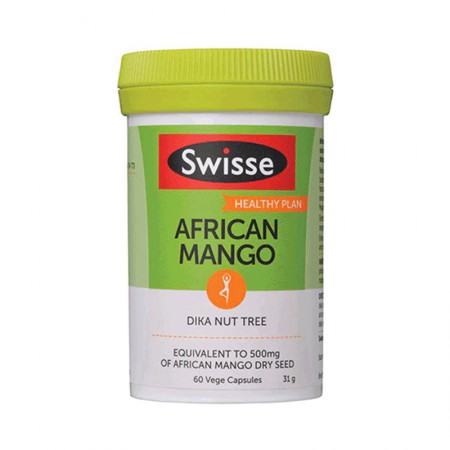 Swisse
HEALTHY PLAN
AFRICAN
MANGO
DIKA NUT TREE
EQUIVALENT TO 500mg
OF AFRICAN MANGO DRY SEED
60 Vege Capsules 31 g